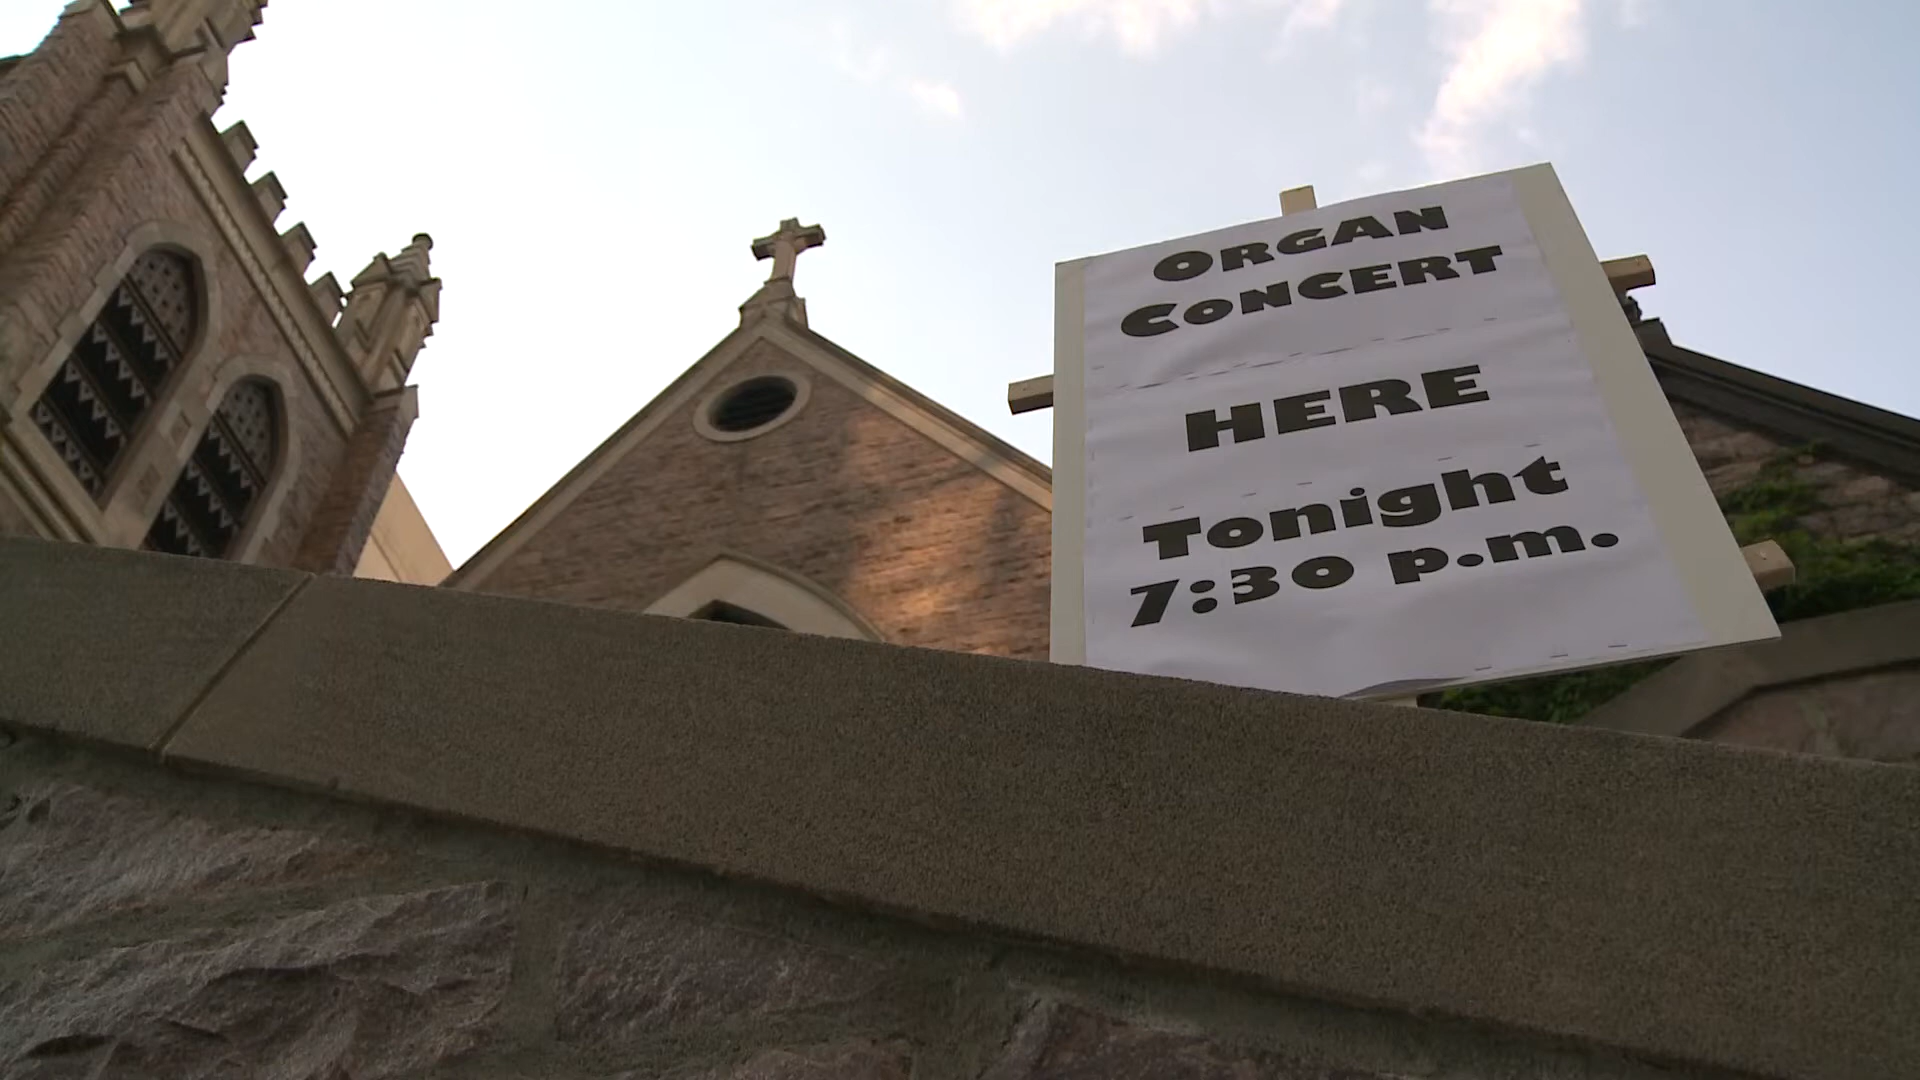 ORGAN
CONCERT
HERE
Tonight
7:30 p.m.